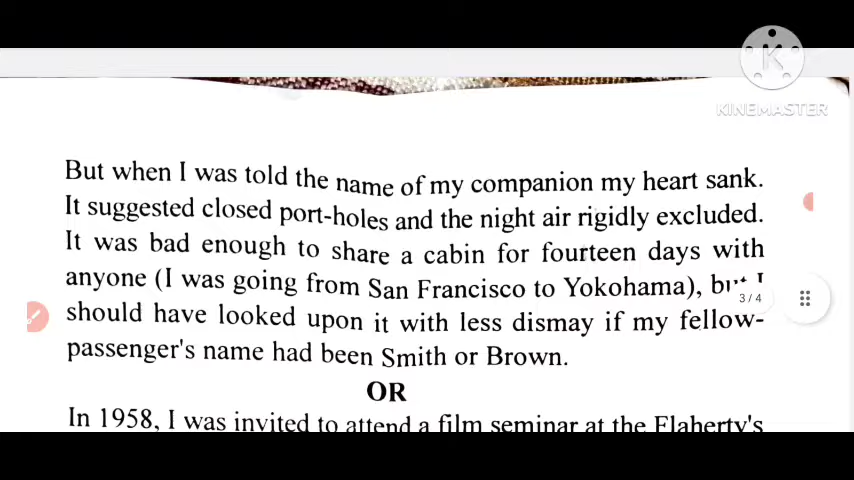 KINEMASTER
But when I was told the name of my companion my heart sank.
It suggested closed port-holes and the night air rigidly excluded.
It was bad enough to share a cabin for fourteen days with
anyone (I was going from San Francisco to Yokohama), but I
3/4
should have looked upon it with less dismay if my fellow-
passenger's name had been Smith or Brown.
OR
In 1958, I was invited to attend a film seminar at the Flaherty's